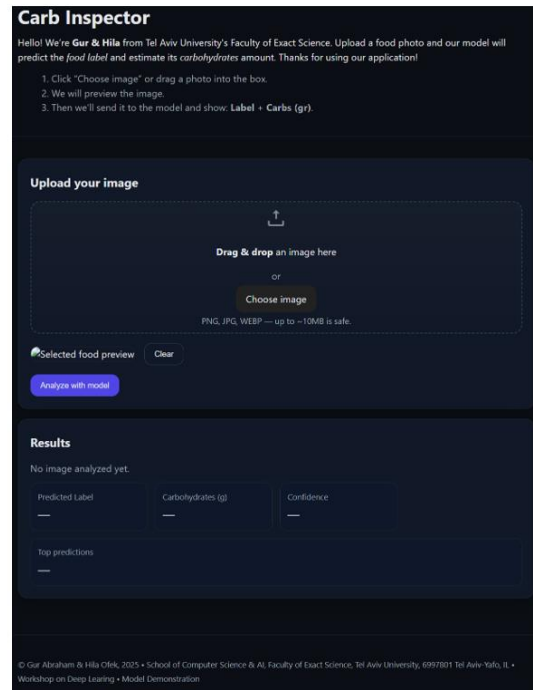 Carb Inspector
Hello! We're Gur & Hila from Tel Aviv University's Faculty of Exact Science. Upload a food photo and our model will
predict the food label and estimate its carbohydrates amount. Thanks for using our application!
1. Click "Choose image" or drag a photo into the box.
2. We will preview the image.
3. Then we'll send it to the model and show: Label + Carbs (gr).
Upload your image
Drag & drop an image here
or
Choose image
PNG, JPG, WEBP — up to ~10MB is safe.
Selected food preview Clear
Analyze with model
Results
No image analyzed yet.
Predicted Label Carbohydrates (g) Confidence
— — —
Top predictions
—
© Gur Abraham & Hila Ofek, 2025 • School of Computer Science & AI, Faculty of Exact Science, Tel Aviv University, 6997801 Tel Aviv-Yafo, IL •
Workshop on Deep Learing • Model Demonstration